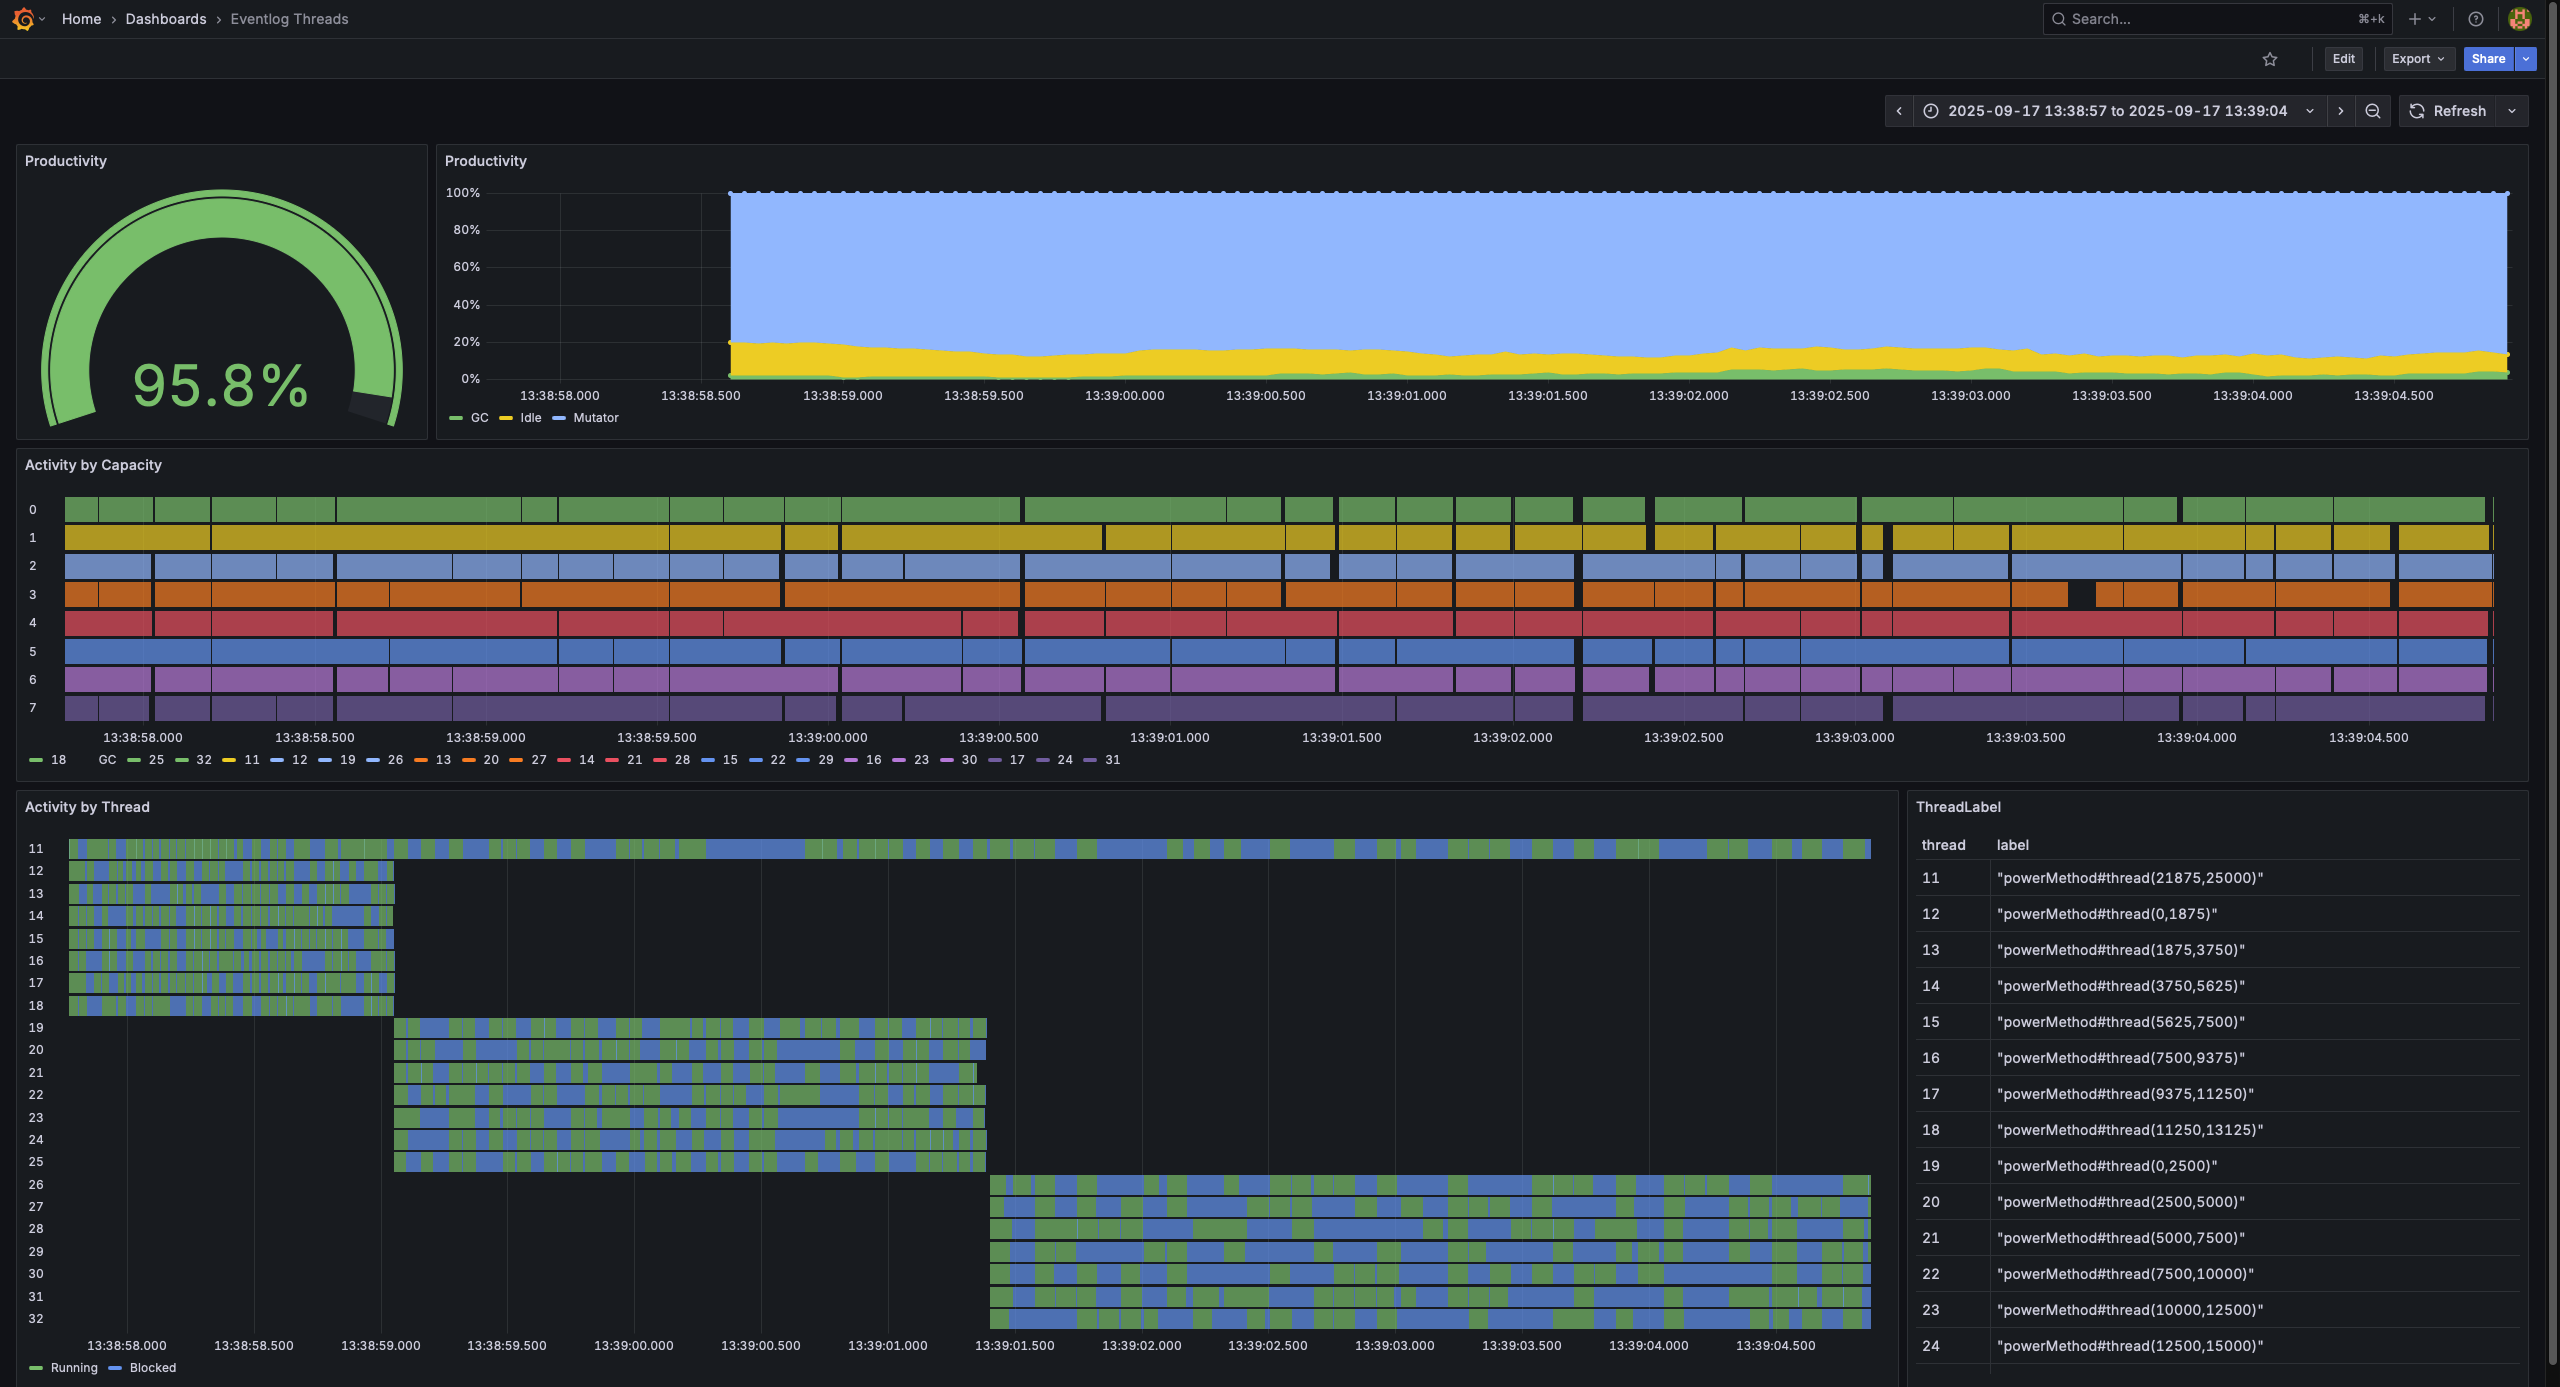 Home › Dashboards › Eventlog Threads
Search... ⌘+k
Edit Export Share
2025-09-17 13:38:57 to 2025-09-17 13:39:04 Refresh
Productivity
95.8%
Productivity
100%
80%
60%
40%
20%
0%
13:38:58.000 13:38:58.500 13:38:59.000 13:38:59.500 13:39:00.000 13:39:00.500 13:39:01.000 13:39:01.500 13:39:02.000 13:39:02.500 13:39:03.000 13:39:03.500 13:39:04.000 13:39:04.500
GC Idle Mutator
Activity by Capacity
0
1
2
3
4
5
6
7
13:38:58.000 13:38:58.500 13:38:59.000 13:38:59.500 13:39:00.000 13:39:00.500 13:39:01.000 13:39:01.500 13:39:02.000 13:39:02.500 13:39:03.000 13:39:03.500 13:39:04.000 13:39:04.500
18 GC 25 32 11 12 19 26 13 20 27 14 21 28 15 22 29 16 23 30 17 24 31
Activity by Thread
11
12
13
14
15
16
17
18
19
20
21
22
23
24
25
26
27
28
29
30
31
32
13:38:58.000 13:38:58.500 13:38:59.000 13:38:59.500 13:39:00.000 13:39:00.500 13:39:01.000 13:39:01.500 13:39:02.000 13:39:02.500 13:39:03.000 13:39:03.500 13:39:04.000 13:39:04.500
Running Blocked
ThreadLabel
thread label
11 "powerMethod#thread(21875,25000)"
12 "powerMethod#thread(0,1875)"
13 "powerMethod#thread(1875,3750)"
14 "powerMethod#thread(3750,5625)"
15 "powerMethod#thread(5625,7500)"
16 "powerMethod#thread(7500,9375)"
17 "powerMethod#thread(9375,11250)"
18 "powerMethod#thread(11250,13125)"
19 "powerMethod#thread(0,2500)"
20 "powerMethod#thread(2500,5000)"
21 "powerMethod#thread(5000,7500)"
22 "powerMethod#thread(7500,10000)"
23 "powerMethod#thread(10000,12500)"
24 "powerMethod#thread(12500,15000)"